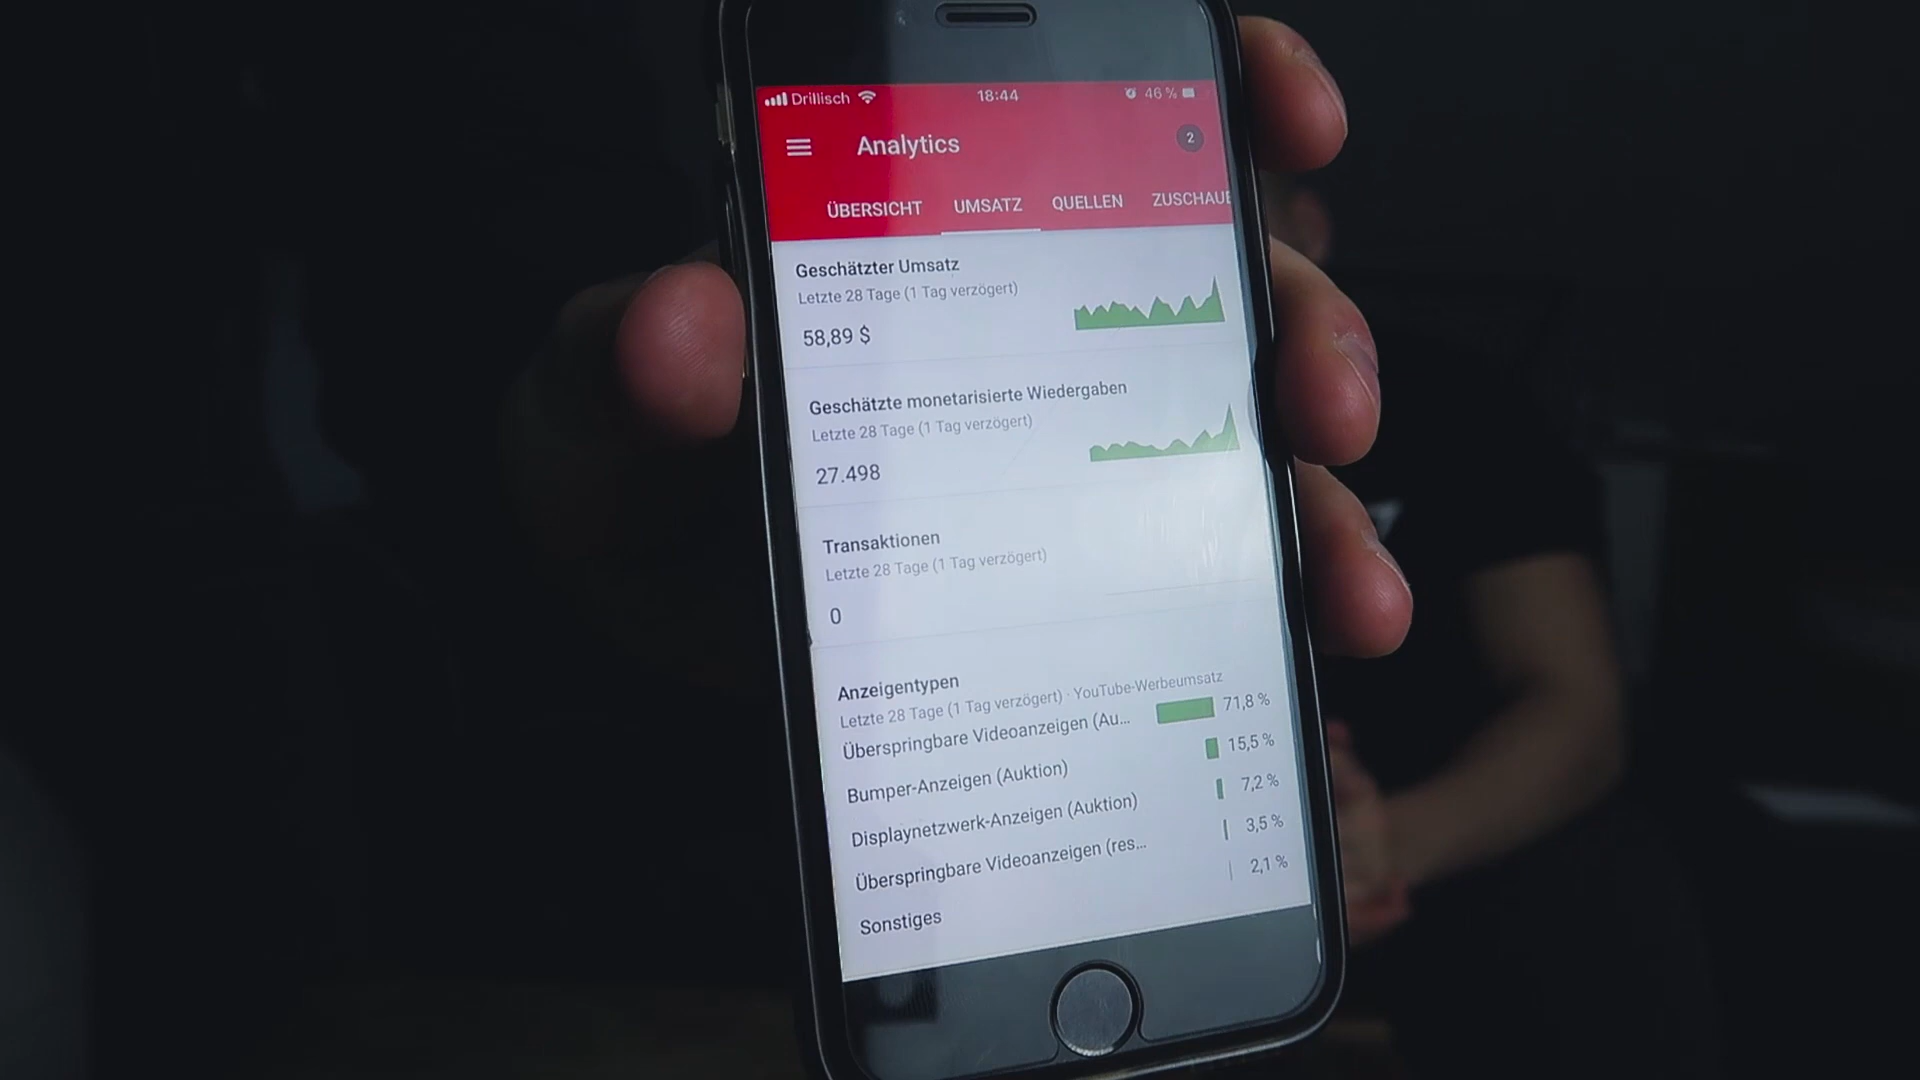 Drillisch 18:44 46 %
Analytics 2
ÜBERSICHT UMSATZ QUELLEN ZUSCHAUE
Geschätzter Umsatz
Letzte 28 Tage (1 Tag verzögert)
58,89 $
Geschätzte monetarisierte Wiedergaben
Letzte 28 Tage (1 Tag verzögert)
27.498
Transaktionen
Letzte 28 Tage (1 Tag verzögert)
0
Anzeigentypen
Letzte 28 Tage (1 Tag verzögert) · YouTube-Werbeumsatz
Überspringbare Videoanzeigen (Au... 71,8 %
Bumper-Anzeigen (Auktion) 15,5 %
Displaynetzwerk-Anzeigen (Auktion) 7,2 %
Überspringbare Videoanzeigen (res... 3,5 %
Sonstiges 2,1 %